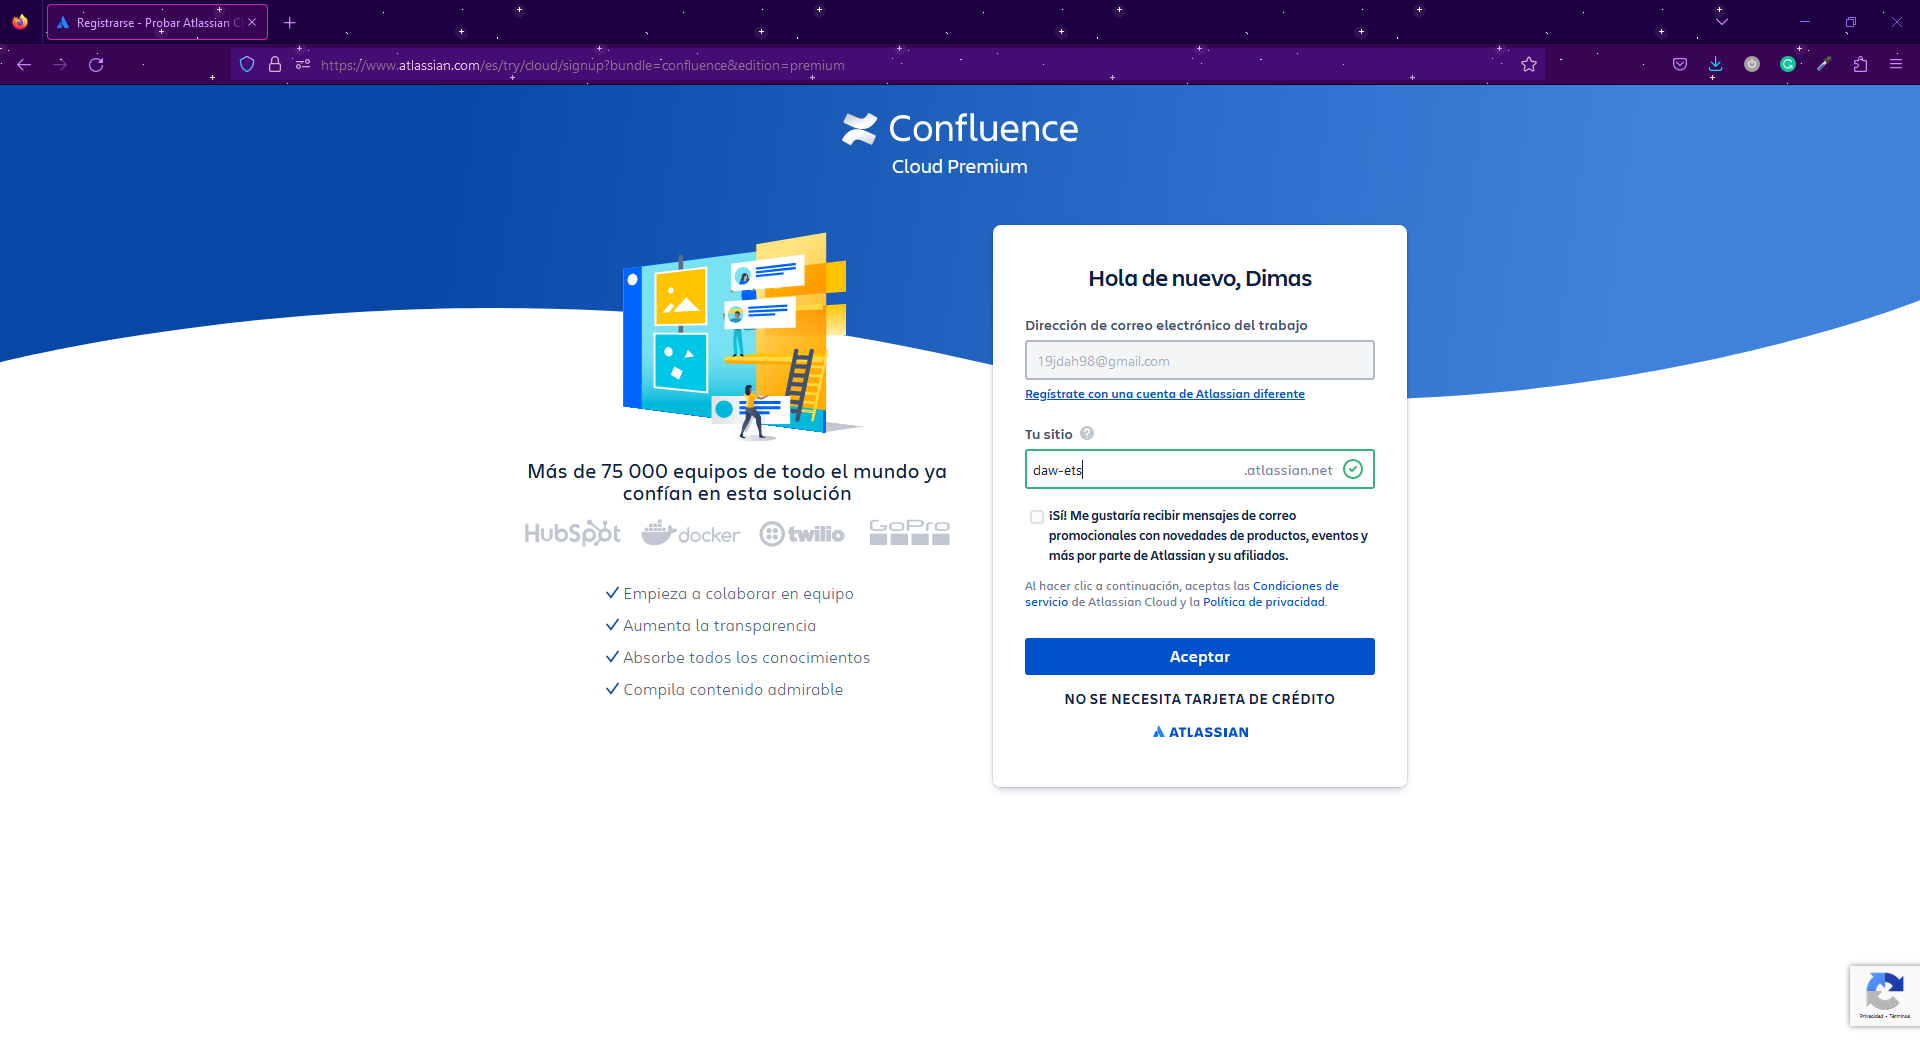 Registrarse - Probar Atlassian C
https://www.atlassian.com/es/try/cloud/signup?bundle=confluence&edition=premium
Confluence
Cloud Premium
Más de 75 000 equipos de todo el mundo ya
confían en esta solución
HubSpot docker twilio GoPro
Empieza a colaborar en equipo
Aumenta la transparencia
Absorbe todos los conocimientos
Compila contenido admirable
Hola de nuevo, Dimas
Dirección de correo electrónico del trabajo
19jdah98@gmail.com
Regístrate con una cuenta de Atlassian diferente
Tu sitio ?
daw-ets .atlassian.net
¡Sí! Me gustaría recibir mensajes de correo
promocionales con novedades de productos, eventos y
más por parte de Atlassian y su afiliados.
Al hacer clic a continuación, aceptas las Condiciones de
servicio de Atlassian Cloud y la Política de privacidad.
Aceptar
NO SE NECESITA TARJETA DE CRÉDITO
ATLASSIAN
Privacidad - Términos